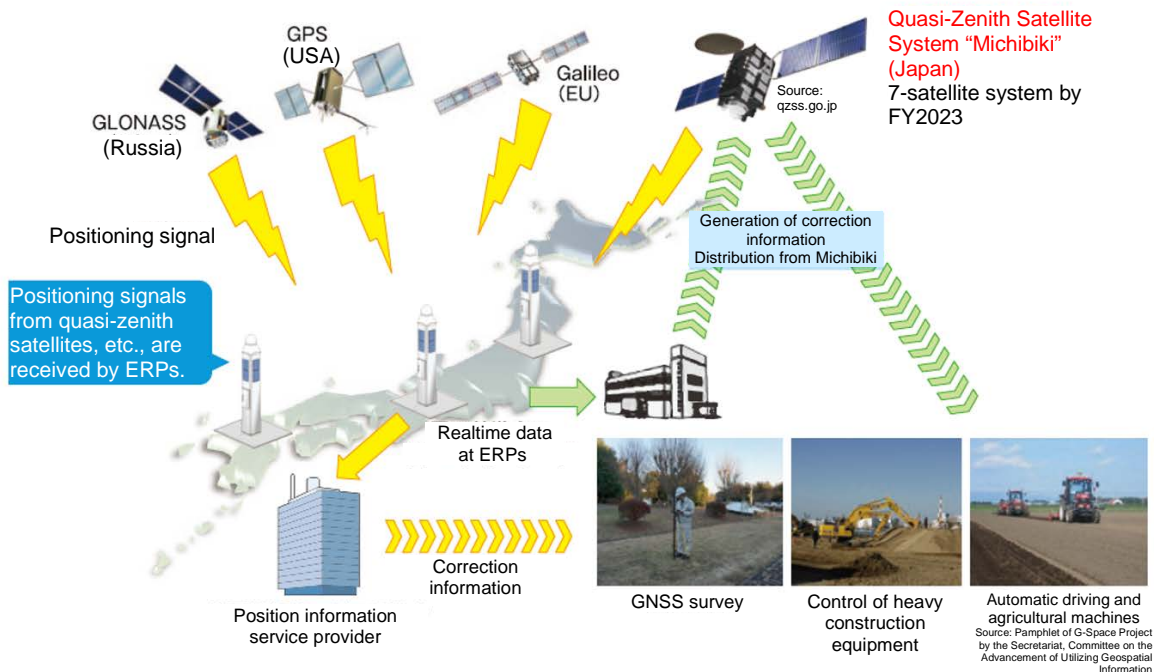 GPS
(USA)
Galileo
(EU)
GLONASS
(Russia)
Source:
qzss.go.jp
Quasi-Zenith Satellite
System “Michibiki”
(Japan)
7-satellite system by
FY2023
Positioning signal
Generation of correction
information
Distribution from Michibiki
Positioning signals
from quasi-zenith
satellites, etc., are
received by ERPs.
Realtime data
at ERPs
Correction
information
Position information
service provider
GNSS survey
Control of heavy
construction
equipment
Automatic driving and
agricultural machines
Source: Pamphlet of G-Space Project
by the Secretariat, Committee on the
Advancement of Utilizing Geospatial
Information